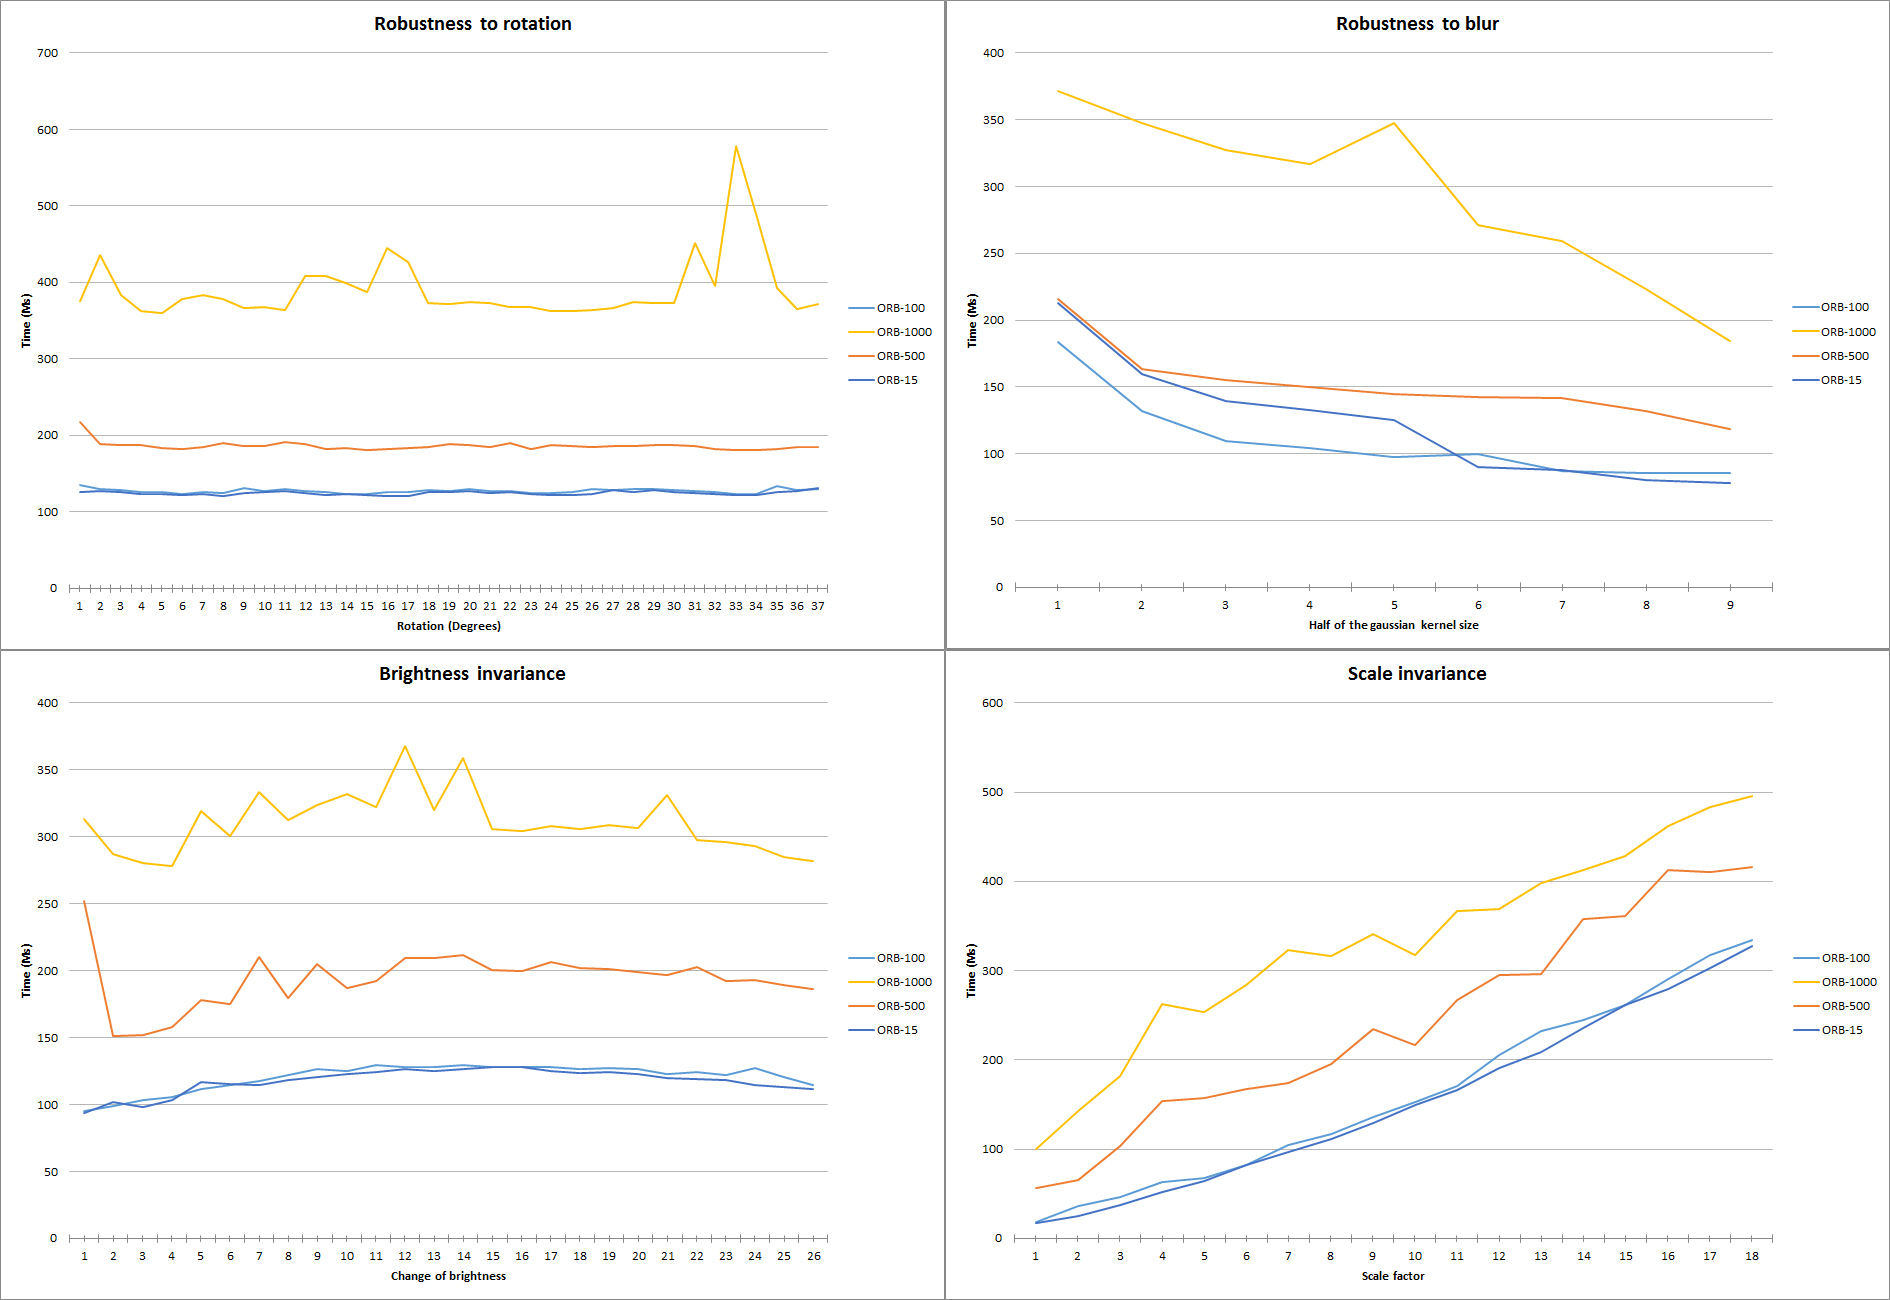 Robustness to rotation
700
600
500
400
300
200
100
0
Time (Ms)
1 2 3 4 5 6 7 8 9 10 11 12 13 14 15 16 17 18 19 20 21 22 23 24 25 26 27 28 29 30 31 32 33 34 35 36 37
Rotation (Degrees)
ORB-100
ORB-1000
ORB-500
ORB-15
Robustness to blur
400
350
300
250
200
150
100
50
0
Time (Ms)
1 2 3 4 5 6 7 8 9
Half of the gaussian kernel size
ORB-100
ORB-1000
ORB-500
ORB-15
Brightness invariance
400
350
300
250
200
150
100
50
0
Time (Ms)
1 2 3 4 5 6 7 8 9 10 11 12 13 14 15 16 17 18 19 20 21 22 23 24 25 26
Change of brightness
ORB-100
ORB-1000
ORB-500
ORB-15
Scale invariance
600
500
400
300
200
100
0
Time (Ms)
1 2 3 4 5 6 7 8 9 10 11 12 13 14 15 16 17 18
Scale factor
ORB-100
ORB-1000
ORB-500
ORB-15